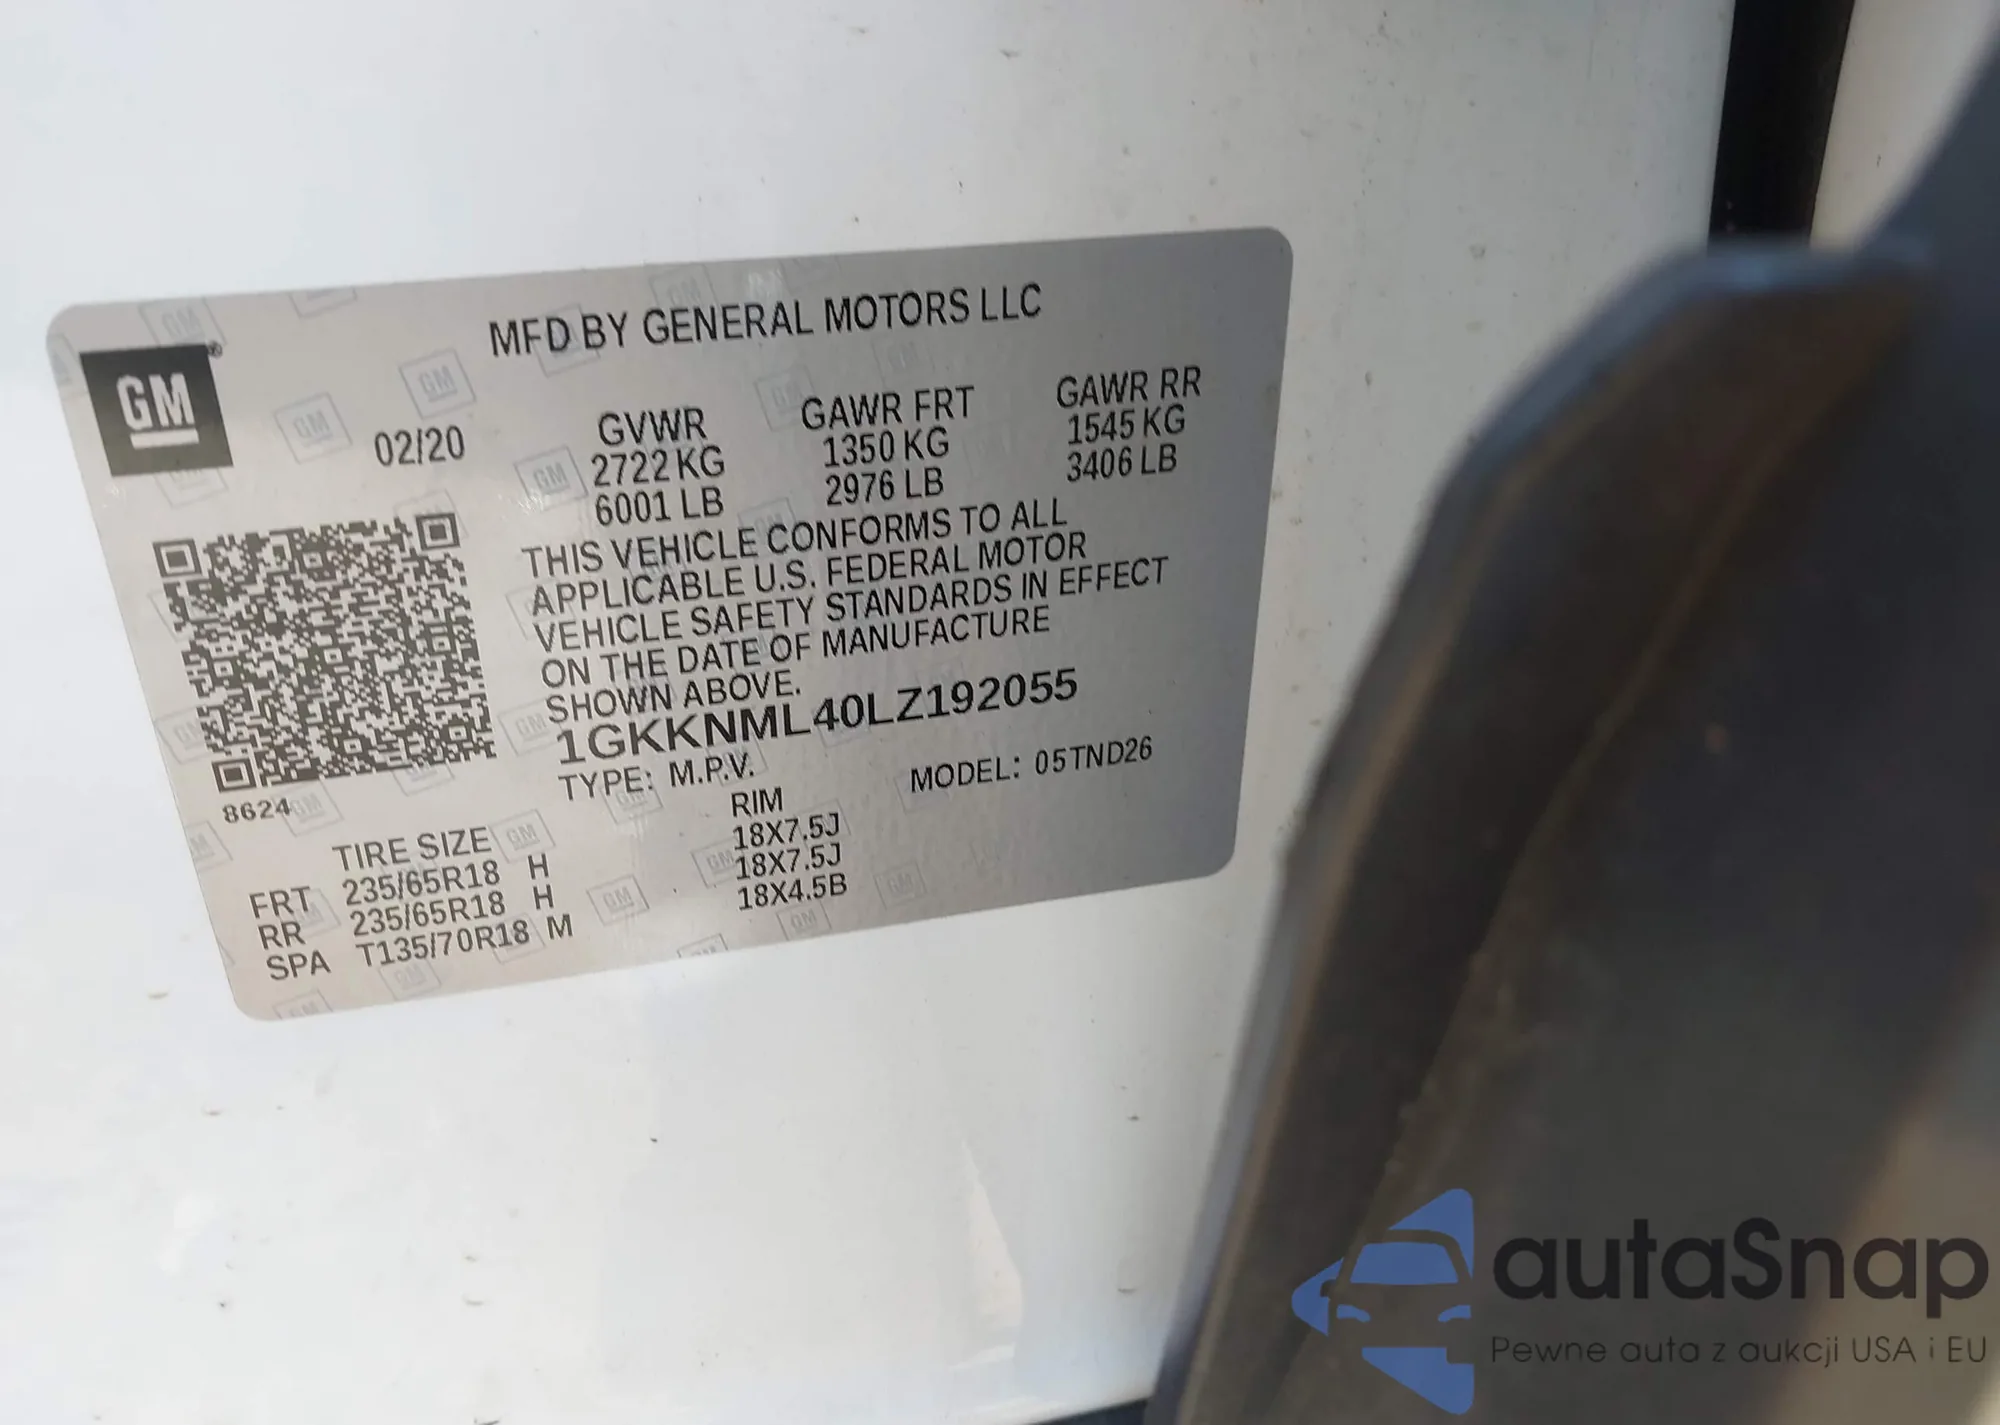 MFD BY GENERAL MOTORS LLC
GM®
02/20
GVWR GAWR FRT GAWR RR
2722 KG 1350 KG 1545 KG
6001 LB 2976 LB 3406 LB
THIS VEHICLE CONFORMS TO ALL
APPLICABLE U.S. FEDERAL MOTOR
VEHICLE SAFETY STANDARDS IN EFFECT
ON THE DATE OF MANUFACTURE
SHOWN ABOVE.
1GKKNML40LZ192055
TYPE: M.P.V. MODEL: 05TND26
8624
TIRE SIZE RIM
FRT 235/65R18 H 18X7.5J
RR 235/65R18 H 18X7.5J
SPA T135/70R18 M 18X4.5B
autaSnap
Pewne auta z aukcji USA i EU